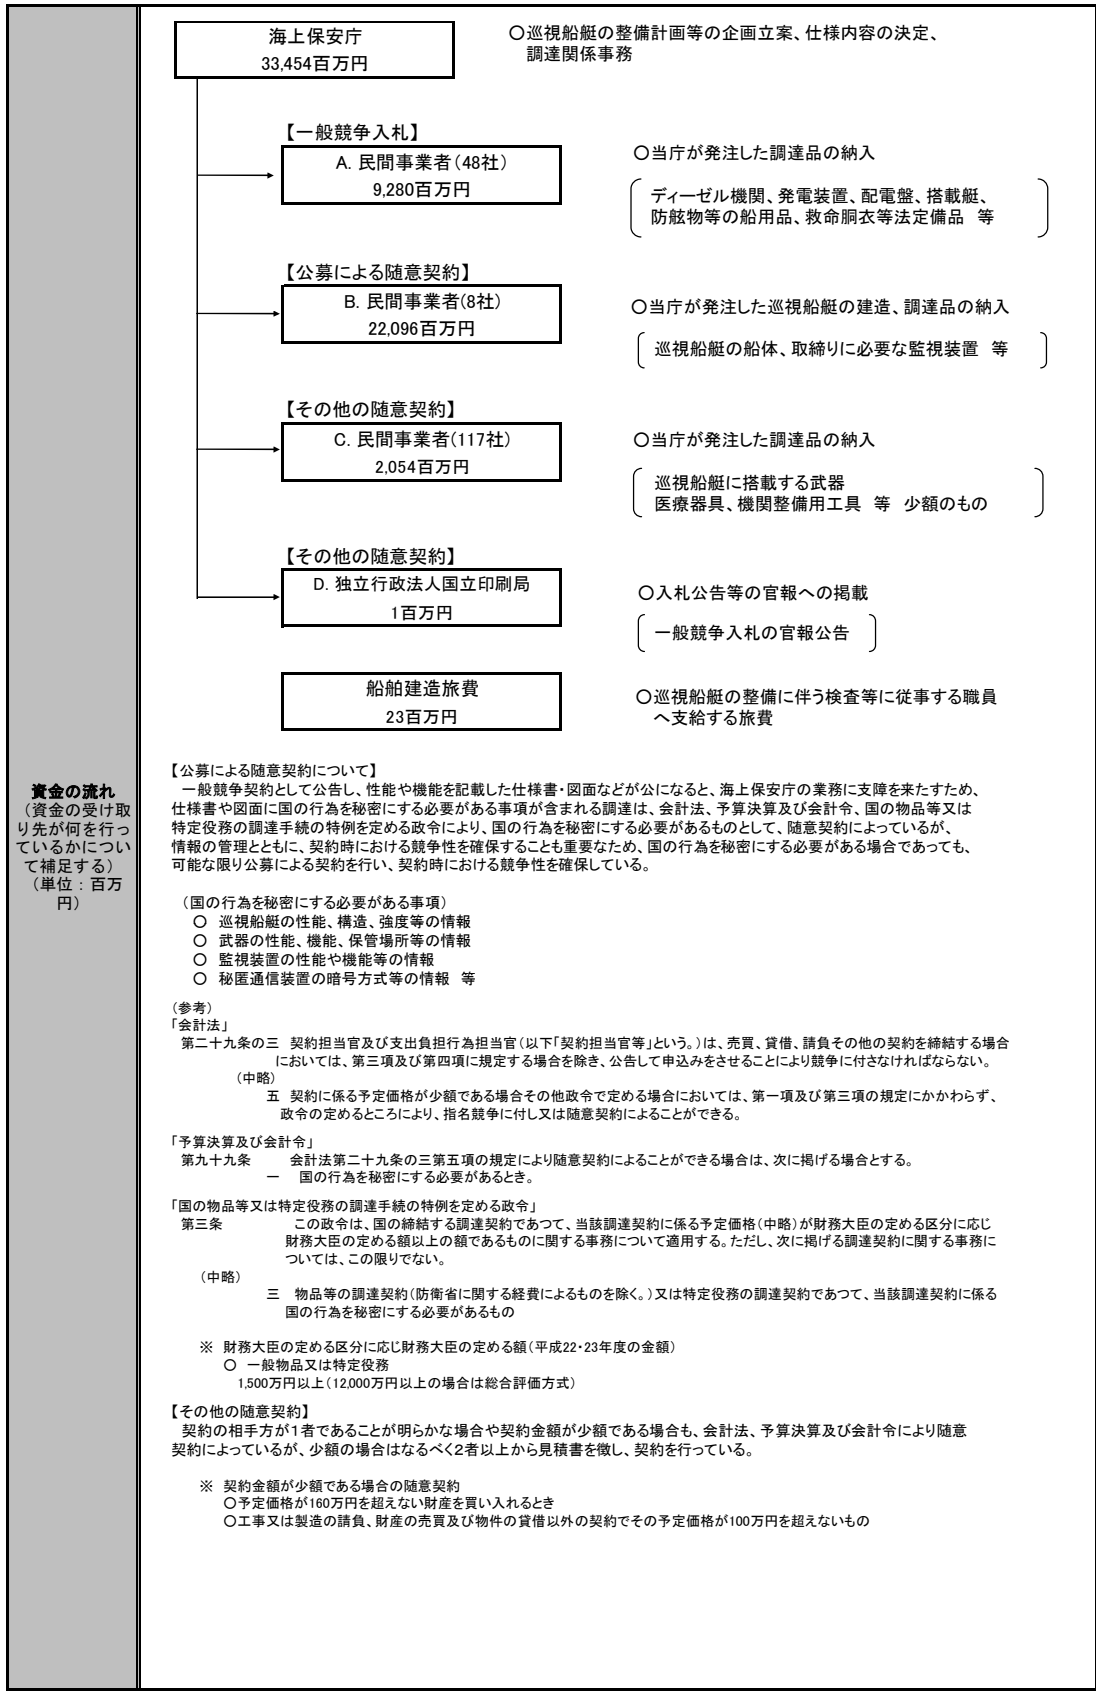 資金の流れ
（資金の受け取
り先が何を行っ
ているかについ
て補足する）
（単位：百万
円）
海上保安庁
33,454百万円
〇巡視船艇の整備計画等の企画立案、仕様内容の決定、
調達関係事務
【一般競争入札】
A. 民間事業者（48社）
9,280百万円
〇当庁が発注した調達品の納入
ディーゼル機関、発電装置、配電盤、搭載艇、
防舷物等の船用品、救命胴衣等法定備品　等
【公募による随意契約】
B. 民間事業者(8社)
22,096百万円
〇当庁が発注した巡視船艇の建造、調達品の納入
巡視船艇の船体、取締りに必要な監視装置　等
【その他の随意契約】
C. 民間事業者(117社)
2,054百万円
〇当庁が発注した調達品の納入
巡視船艇に搭載する武器
医療器具、機関整備用工具　等　少額のもの
【その他の随意契約】
D. 独立行政法人国立印刷局
1百万円
〇入札公告等の官報への掲載
一般競争入札の官報公告
船舶建造旅費
23百万円
〇巡視船艇の整備に伴う検査等に従事する職員
へ支給する旅費
【公募による随意契約について】
一般競争契約として公告し、性能や機能を記載した仕様書・図面などが公になると、海上保安庁の業務に支障を来たすため、
仕様書や図面に国の行為を秘密にする必要がある事項が含まれる調達は、会計法、予算決算及び会計令、国の物品等又は
特定役務の調達手続の特例を定める政令により、国の行為を秘密にする必要があるものとして、随意契約によっているが、
情報の管理とともに、契約時における競争性を確保することも重要なため、国の行為を秘密にする必要がある場合であっても、
可能な限り公募による契約を行い、契約時における競争性を確保している。
（国の行為を秘密にする必要がある事項）
〇　巡視船艇の性能、構造、強度等の情報
〇　武器の性能、機能、保管場所等の情報
〇　監視装置の性能や機能等の情報
〇　秘匿通信装置の暗号方式等の情報　等
（参考）
「会計法」
第二十九条の三　契約担当官及び支出負担行為担当官（以下「契約担当官等」という。）は、売買、貸借、請負その他の契約を締結する場合
においては、第三項及び第四項に規定する場合を除き、公告して申込みをさせることにより競争に付さなければならない。
（中略）
五　契約に係る予定価格が少額である場合その他政令で定める場合においては、第一項及び第三項の規定にかかわらず、
政令の定めるところにより、指名競争に付し又は随意契約によることができる。
「予算決算及び会計令」
第九十九条　　会計法第二十九条の三第五項の規定により随意契約によることができる場合は、次に掲げる場合とする。
一　国の行為を秘密にする必要があるとき。
「国の物品等又は特定役務の調達手続の特例を定める政令」
第三条　　　　この政令は、国の締結する調達契約であつて、当該調達契約に係る予定価格（中略）が財務大臣の定める区分に応じ
財務大臣の定める額以上の額であるものに関する事務について適用する。ただし、次に掲げる調達契約に関する事務に
ついては、この限りでない。
（中略）
三　物品等の調達契約（防衛省に関する経費によるものを除く。）又は特定役務の調達契約であつて、当該調達契約に係る
国の行為を秘密にする必要があるもの
※　財務大臣の定める区分に応じ財務大臣の定める額（平成22・23年度の金額）
〇　一般物品又は特定役務
1,500万円以上（12,000万円以上の場合は総合評価方式）
【その他の随意契約】
契約の相手方が１者であることが明らかな場合や契約金額が少額である場合も、会計法、予算決算及び会計令により随意
契約によっているが、少額の場合はなるべく２者以上から見積書を徴し、契約を行っている。
※　契約金額が少額である場合の随意契約
〇予定価格が160万円を超えない財産を買い入れるとき
〇工事又は製造の請負、財産の売買及び物件の貸借以外の契約でその予定価格が100万円を超えないもの